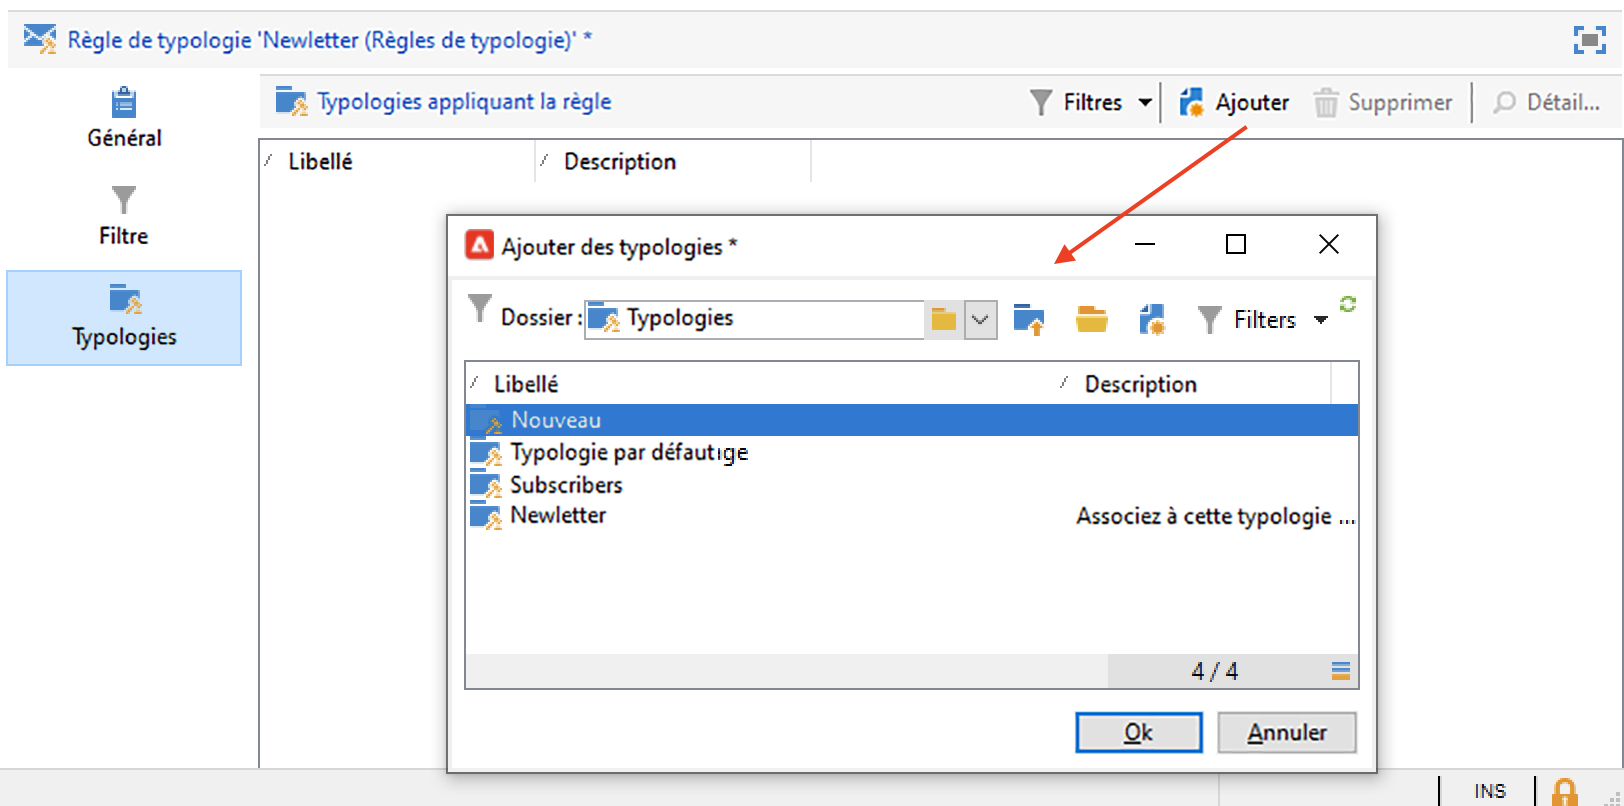 Règle de typologie 'Newletter (Règles de typologie)' *
Général
Filtre
Typologies
Typologies appliquant la règle
Filtres
Ajouter
Supprimer
Détail...
Libellé
Description
Ajouter des typologies *
Dossier :
Typologies
Filters
Libellé
Description
Nouveau
Typologie par défaut
Subscribers
Newletter
Associez à cette typologie ...
4 / 4
Ok
Annuler
INS